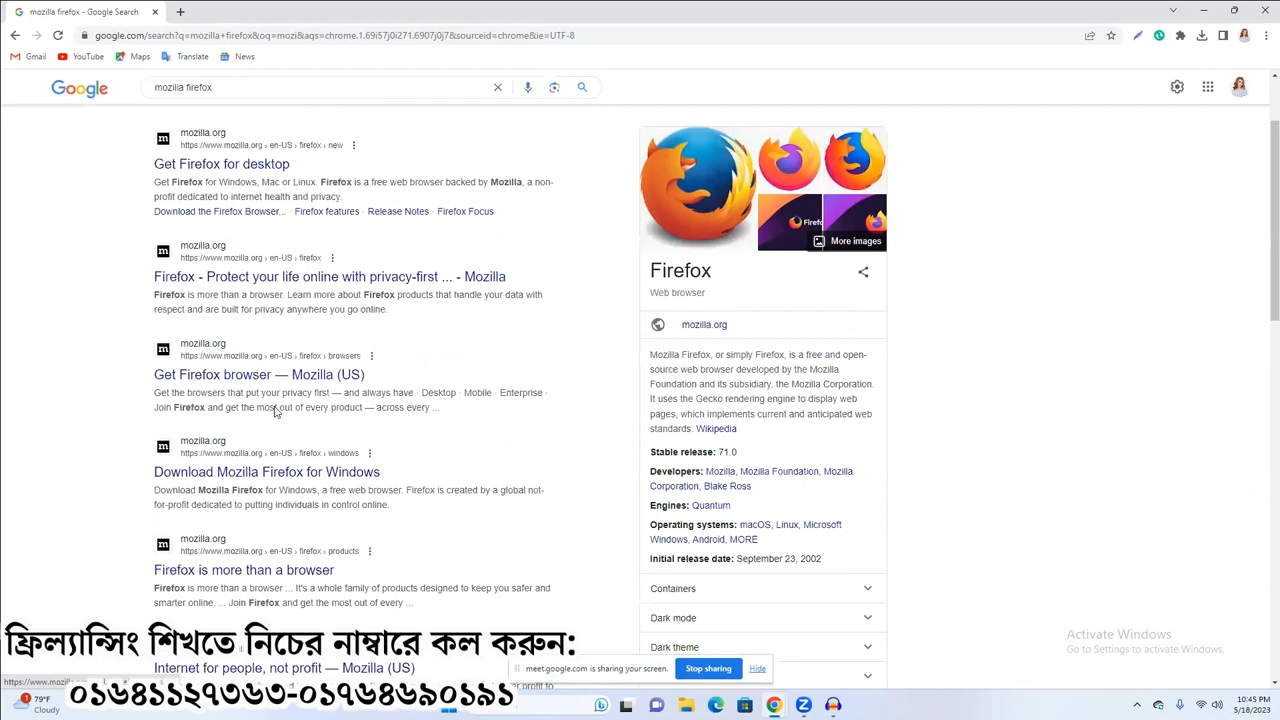 mozilla firefox - Google Search
google.com/search?q=mozilla+firefox&oq=mozi&aqs=chrome.1.69i57j0i271.6907j0j7&sourceid=chrome&ie=UTF-8
Gmail YouTube Maps Translate News
Google
mozilla firefox
mozilla.org
https://www.mozilla.org › en-US › firefox › new
Get Firefox for desktop
Get Firefox for Windows, Mac or Linux. Firefox is a free web browser backed by Mozilla, a non-
profit dedicated to internet health and privacy.
Download the Firefox Browser... · Firefox features · Release Notes · Firefox Focus
mozilla.org
https://www.mozilla.org › en-US › firefox
Firefox - Protect your life online with privacy-first ... - Mozilla
Firefox is more than a browser. Learn more about Firefox products that handle your data with
respect and are built for privacy anywhere you go online.
mozilla.org
https://www.mozilla.org › en-US › firefox › browsers
Get Firefox browser — Mozilla (US)
Get the browsers that put your privacy first — and always have · Desktop · Mobile · Enterprise ·
Join Firefox and get the most out of every product — across every ...
mozilla.org
https://www.mozilla.org › en-US › firefox › windows
Download Mozilla Firefox for Windows
Download Mozilla Firefox for Windows, a free web browser. Firefox is created by a global not-
for-profit dedicated to putting individuals in control online.
mozilla.org
https://www.mozilla.org › en-US › firefox › products
Firefox is more than a browser
Firefox is more than a browser ... It's a whole family of products designed to keep you safer and
smarter online. ... Join Firefox and get the most out of every ...
Internet for people, not profit — Mozilla (US)
More images
Firefox
Web browser
mozilla.org
Mozilla Firefox, or simply Firefox, is a free and open-
source web browser developed by the Mozilla
Foundation and its subsidiary, the Mozilla Corporation.
It uses the Gecko rendering engine to display web
pages, which implements current and anticipated web
standards. Wikipedia
Stable release: 71.0
Developers: Mozilla, Mozilla Foundation, Mozilla
Corporation, Blake Ross
Engines: Quantum
Operating systems: macOS, Linux, Microsoft
Windows, Android, MORE
Initial release date: September 23, 2002
Containers
Dark mode
Dark theme
Activate Windows
Go to Settings to activate Windows.
ফ্রিল্যান্সিং শিখতে নিচের নাম্বারে কল করুন:
০১৬৪১১২৭৩৬৩-০১৭৬৪৬৯০১৯১
meet.google.com is sharing your screen. Stop sharing Hide
79°F
Cloudy
10:45 PM
5/18/2023